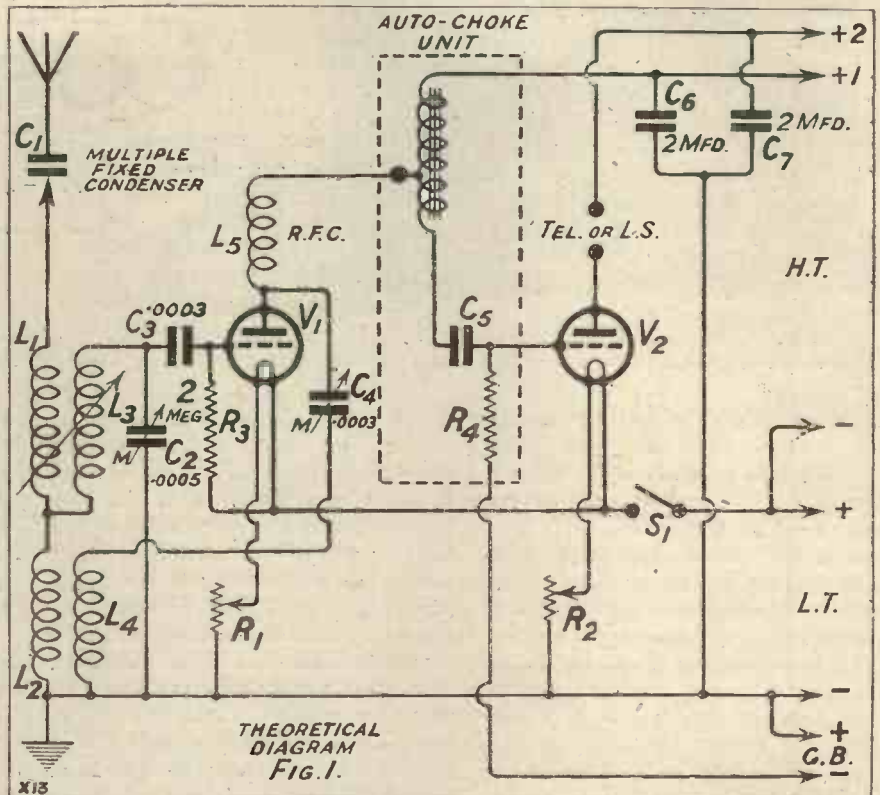 AUTO-CHOKE
UNIT
+2
+1
C1
MULTIPLE
FIXED
CONDENSER
C6
2 MFD.
2 MFD.
C7
L5
R.F.C.
TEL. OR L.S.
H.T.
C3
.0003
V1
C5
V2
L1
L3
2
MEG
R3
M
C2
.0005
C4
M
.0003
R4
-
S1
+
L.T.
L4
R1
R2
L2
-
THEORETICAL
DIAGRAM
FIG. 1.
+
G.B.
-
X13